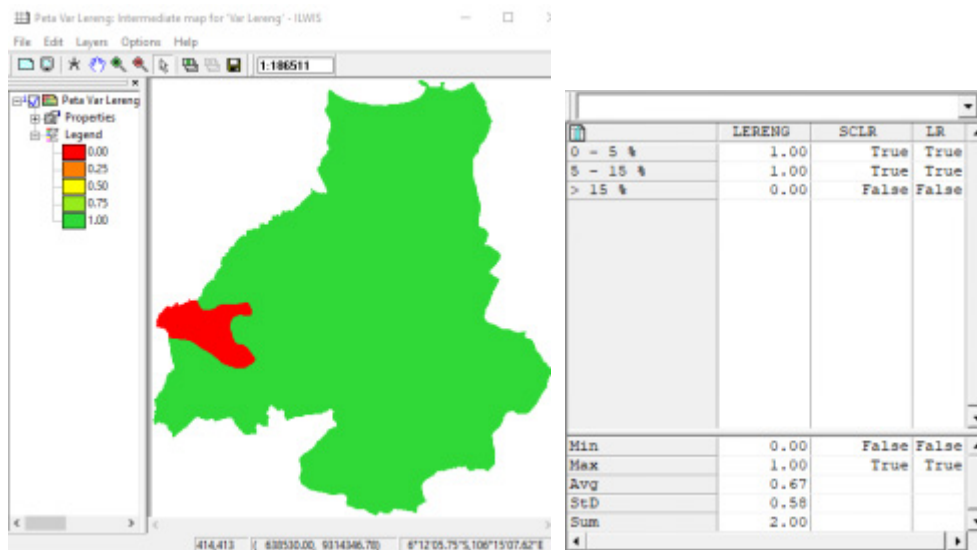 Peta Var Lereng: Intermediate map for 'Var Lereng' - ILWIS
File Edit Layers Options Help
1:186511
Peta Var Lereng
Properties
Legend
0.00
0.25
0.50
0.75
1.00
414,413 ( 638530.00, 9314346.78) 6°12'05.75"S,106°15'07.62"E
LERENG SCLR LR
0 - 5 % 1.00 True True
5 - 15 % 1.00 True True
> 15 % 0.00 False False
Min 0.00 False False
Max 1.00 True True
Avg 0.67
StD 0.58
Sum 2.00